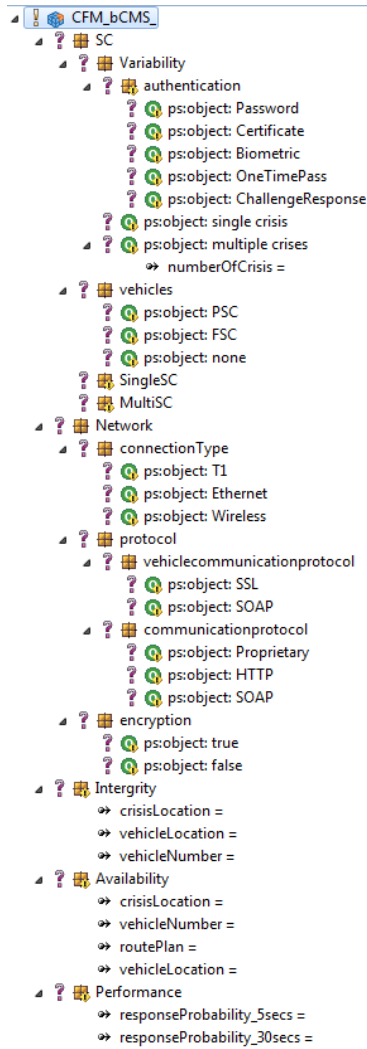 CFM_bCMS_
SC
Variability
authentication
ps:object: Password
ps:object: Certificate
ps:object: Biometric
ps:object: OneTimePass
ps:object: ChallengeResponse
ps:object: single crisis
ps:object: multiple crises
numberOfCrisis =
vehicles
ps:object: PSC
ps:object: FSC
ps:object: none
SingleSC
MultiSC
Network
connectionType
ps:object: T1
ps:object: Ethernet
ps:object: Wireless
protocol
vehiclecommunicationprotocol
ps:object: SSL
ps:object: SOAP
communicationprotocol
ps:object: Proprietary
ps:object: HTTP
ps:object: SOAP
encryption
ps:object: true
ps:object: false
Intergrity
crisisLocation =
vehicleLocation =
vehicleNumber =
Availability
crisisLocation =
vehicleNumber =
routePlan =
vehicleLocation =
Performance
responseProbability_5secs =
responseProbability_30secs =